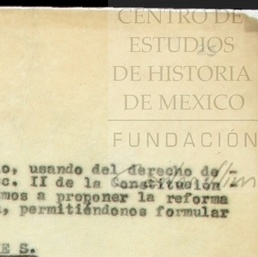 CENTRO DE
ESTUDIOS
DE HISTORIA
DE MEXICO
FUNDACIÓN
o, usando del derecho de -
c. II de la Constitución
mos a proponer la reforma
, permitiéndonos formular
E S.